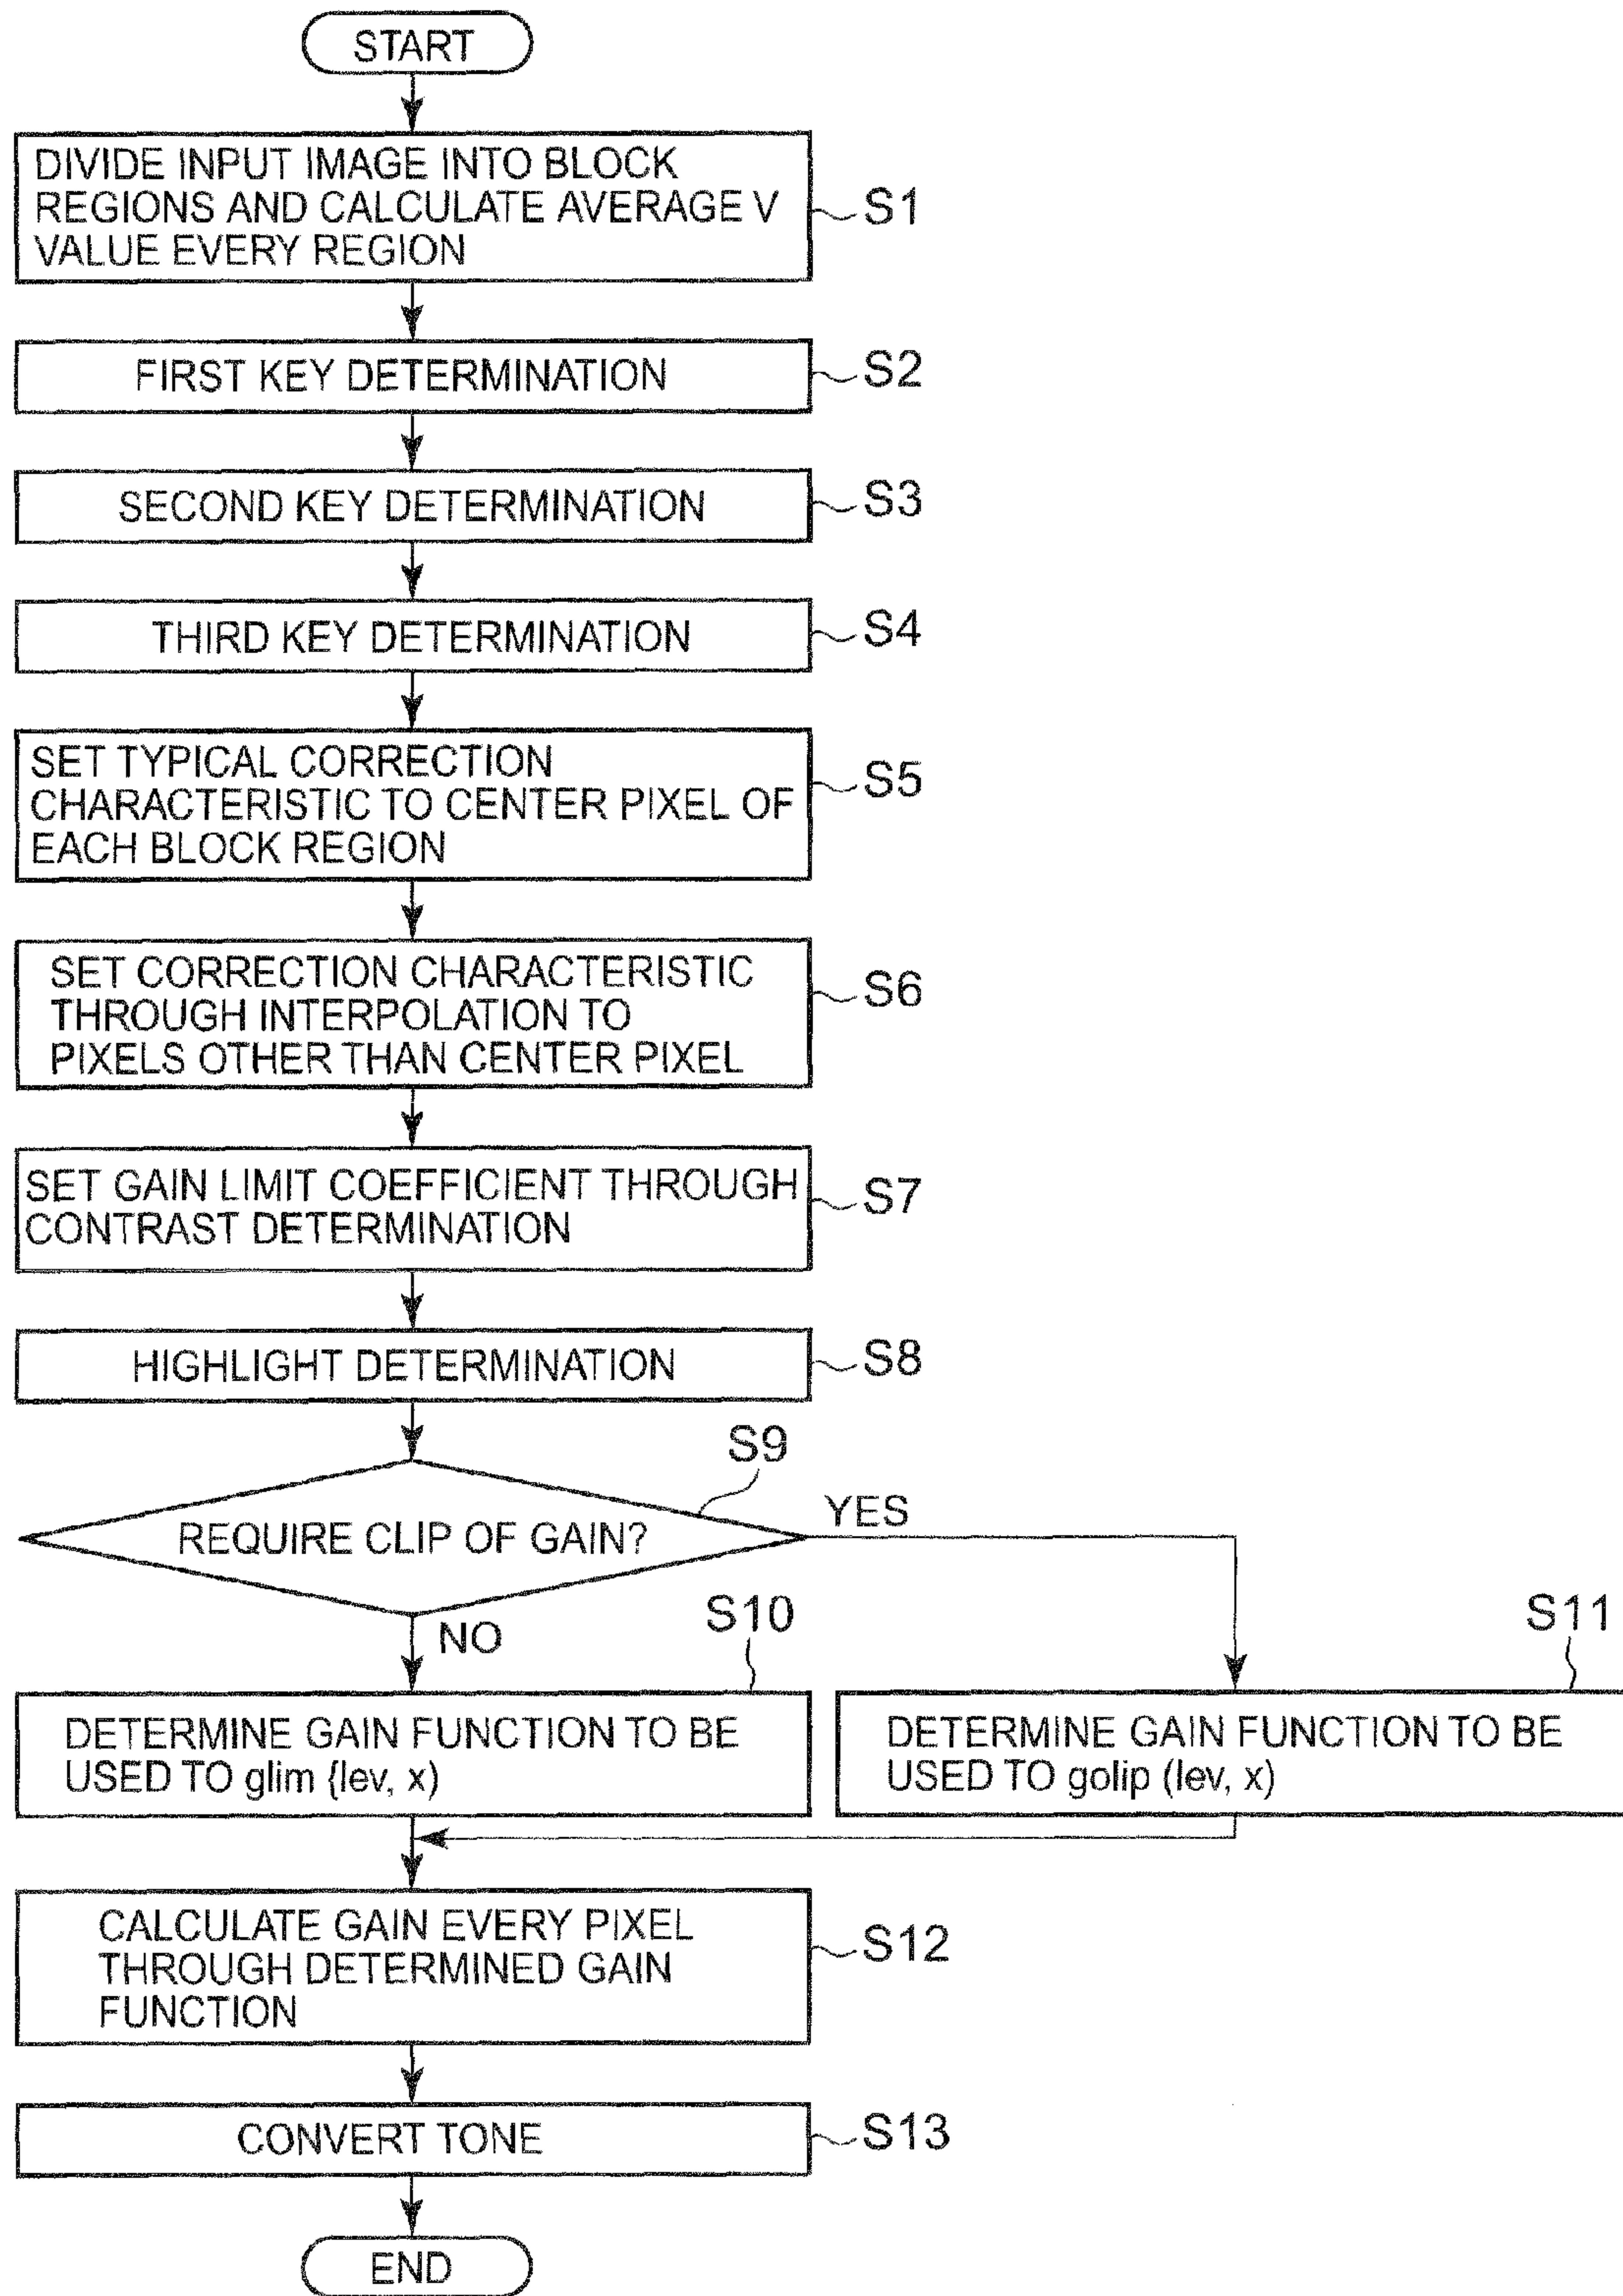 START
DIVIDE INPUT IMAGE INTO BLOCK
REGIONS AND CALCULATE AVERAGE V
VALUE EVERY REGION
S1
FIRST KEY DETERMINATION
S2
SECOND KEY DETERMINATION
S3
THIRD KEY DETERMINATION
S4
SET TYPICAL CORRECTION
CHARACTERISTIC TO CENTER PIXEL OF
EACH BLOCK REGION
S5
SET CORRECTION CHARACTERISTIC
THROUGH INTERPOLATION TO
PIXELS OTHER THAN CENTER PIXEL
S6
SET GAIN LIMIT COEFFICIENT THROUGH
CONTRAST DETERMINATION
S7
HIGHLIGHT DETERMINATION
S8
S9
REQUIRE CLIP OF GAIN?
YES
NO
S10
DETERMINE GAIN FUNCTION TO BE
USED TO glim {lev, x)
S11
DETERMINE GAIN FUNCTION TO BE
USED TO golip (lev, x)
CALCULATE GAIN EVERY PIXEL
THROUGH DETERMINED GAIN
FUNCTION
S12
CONVERT TONE
S13
END